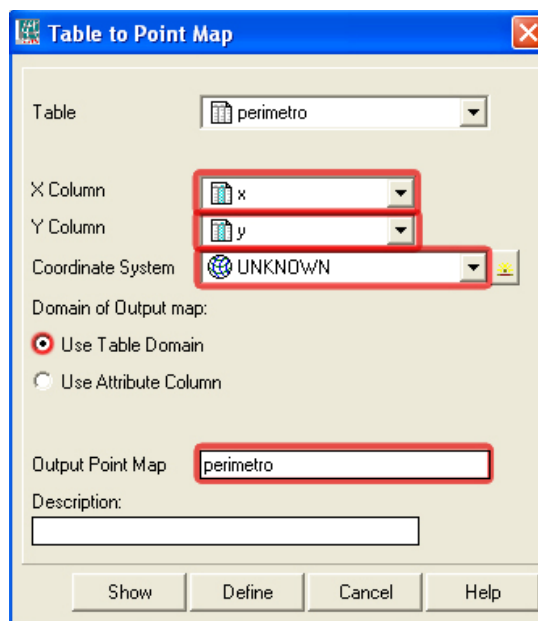 Table to Point Map
Table perimetro
X Column x
Y Column y
Coordinate System UNKNOWN
Domain of Output map:
Use Table Domain
Use Attribute Column
Output Point Map perimetro
Description:
Show Define Cancel Help